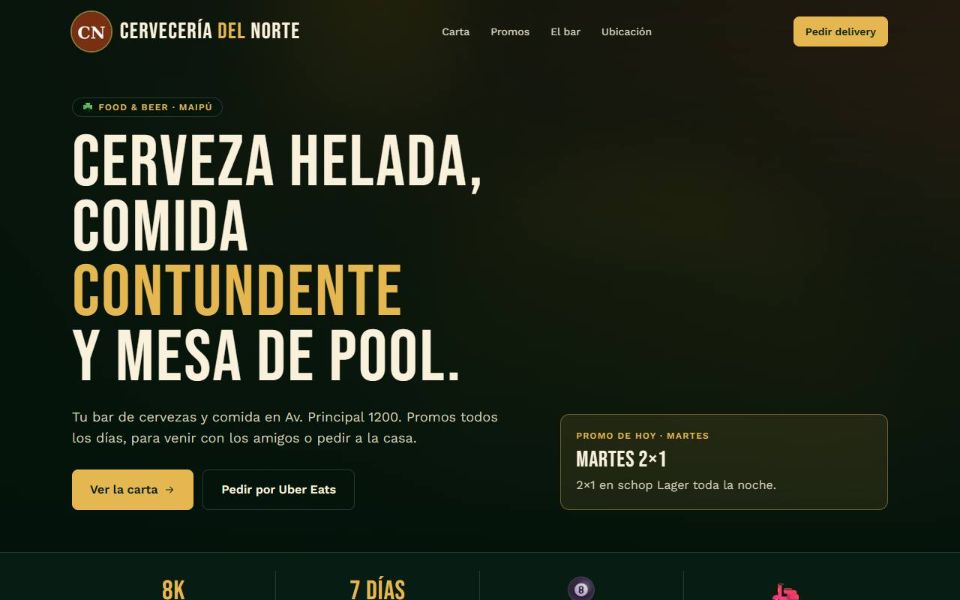 CN CERVECERÍA DEL NORTE
Carta
Promos
El bar
Ubicación
Pedir delivery
FOOD & BEER · MAIPÚ
CERVEZA HELADA,
COMIDA
CONTUNDENTE
Y MESA DE POOL.
Tu bar de cervezas y comida en Av. Principal 1200. Promos todos
los días, para venir con los amigos o pedir a la casa.
Ver la carta →
Pedir por Uber Eats
PROMO DE HOY · MARTES
MARTES 2×1
2×1 en schop Lager toda la noche.
8K
7 DÍAS
8